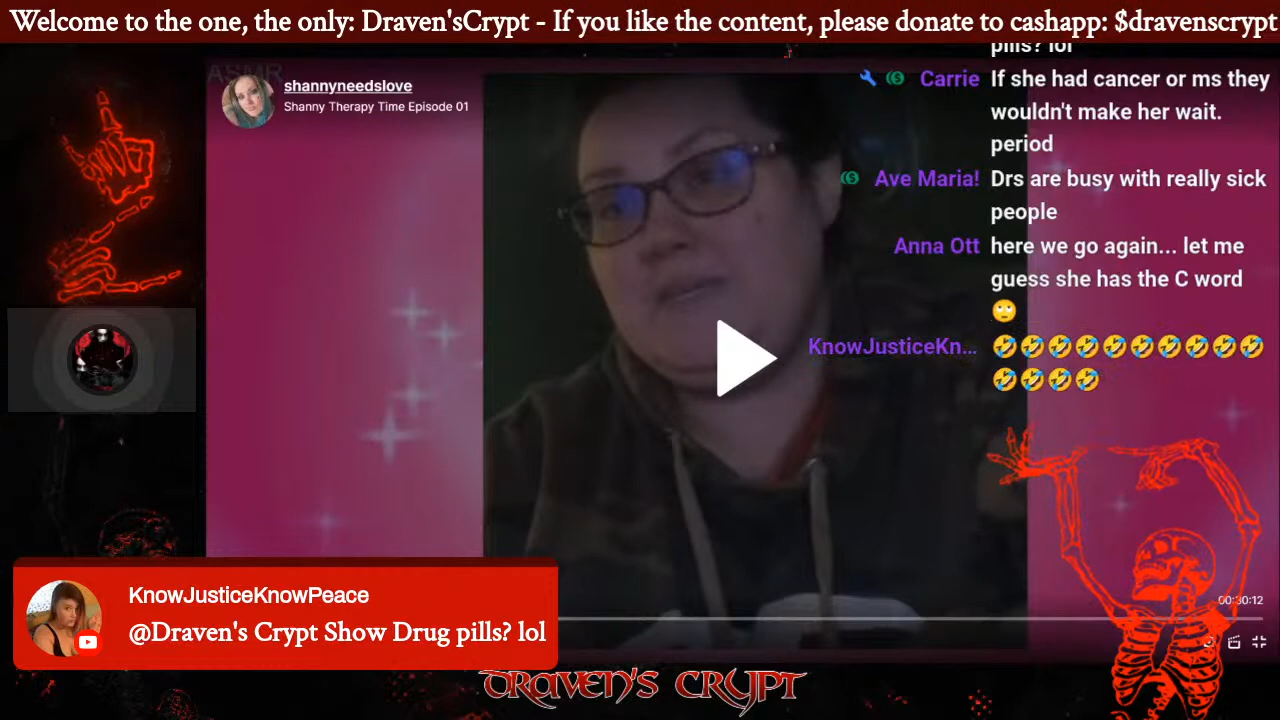 Welcome to the one, the only: Draven'sCrypt - If you like the content, please donate to cashapp: $dravenscrypt
pills? lol
ASMR
shannyneedslove
Shanny Therapy Time Episode 01
Carrie If she had cancer or ms they
wouldn't make her wait.
period
Ave Maria! Drs are busy with really sick
people
Anna Ott here we go again... let me
guess she has the C word
🙄
KnowJusticeKn... 🤣🤣🤣🤣🤣🤣🤣🤣🤣🤣
🤣🤣🤣🤣
KnowJusticeKnowPeace
@Draven's Crypt Show Drug pills? lol
00:30:12
DRAVEN'S CRYPT